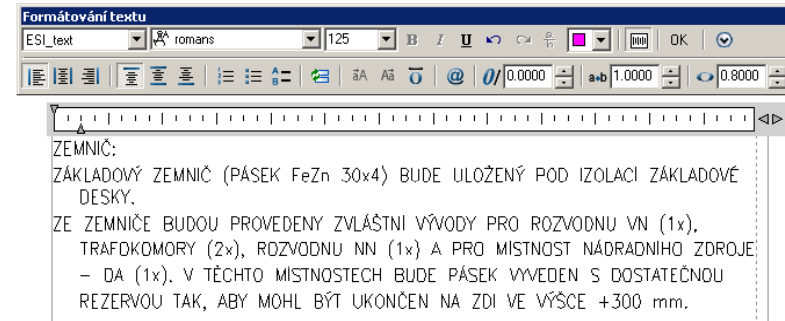 Formátování textu
ESI_text romans 125 B I U OK
0.0000 a•b 1.0000 0.8000
ZEMNIČ:
ZÁKLADOVÝ ZEMNIČ (PÁSEK FeZn 30x4) BUDE ULOŽENÝ POD IZOLACÍ ZÁKLADOVÉ
DESKY.
ZE ZEMNIČE BUDOU PROVEDENY ZVLÁŠTNÍ VÝVODY PRO ROZVODNU VN (1x),
TRAFOKOMORY (2x), ROZVODNU NN (1x) A PRO MÍSTNOST NÁDRADNÍHO ZDROJE
– DA (1x). V TĚCHTO MÍSTNOSTECH BUDE PÁSEK VYVEDEN S DOSTATEČNOU
REZERVOU TAK, ABY MOHL BÝT UKONČEN NA ZDI VE VÝŠCE +300 mm.